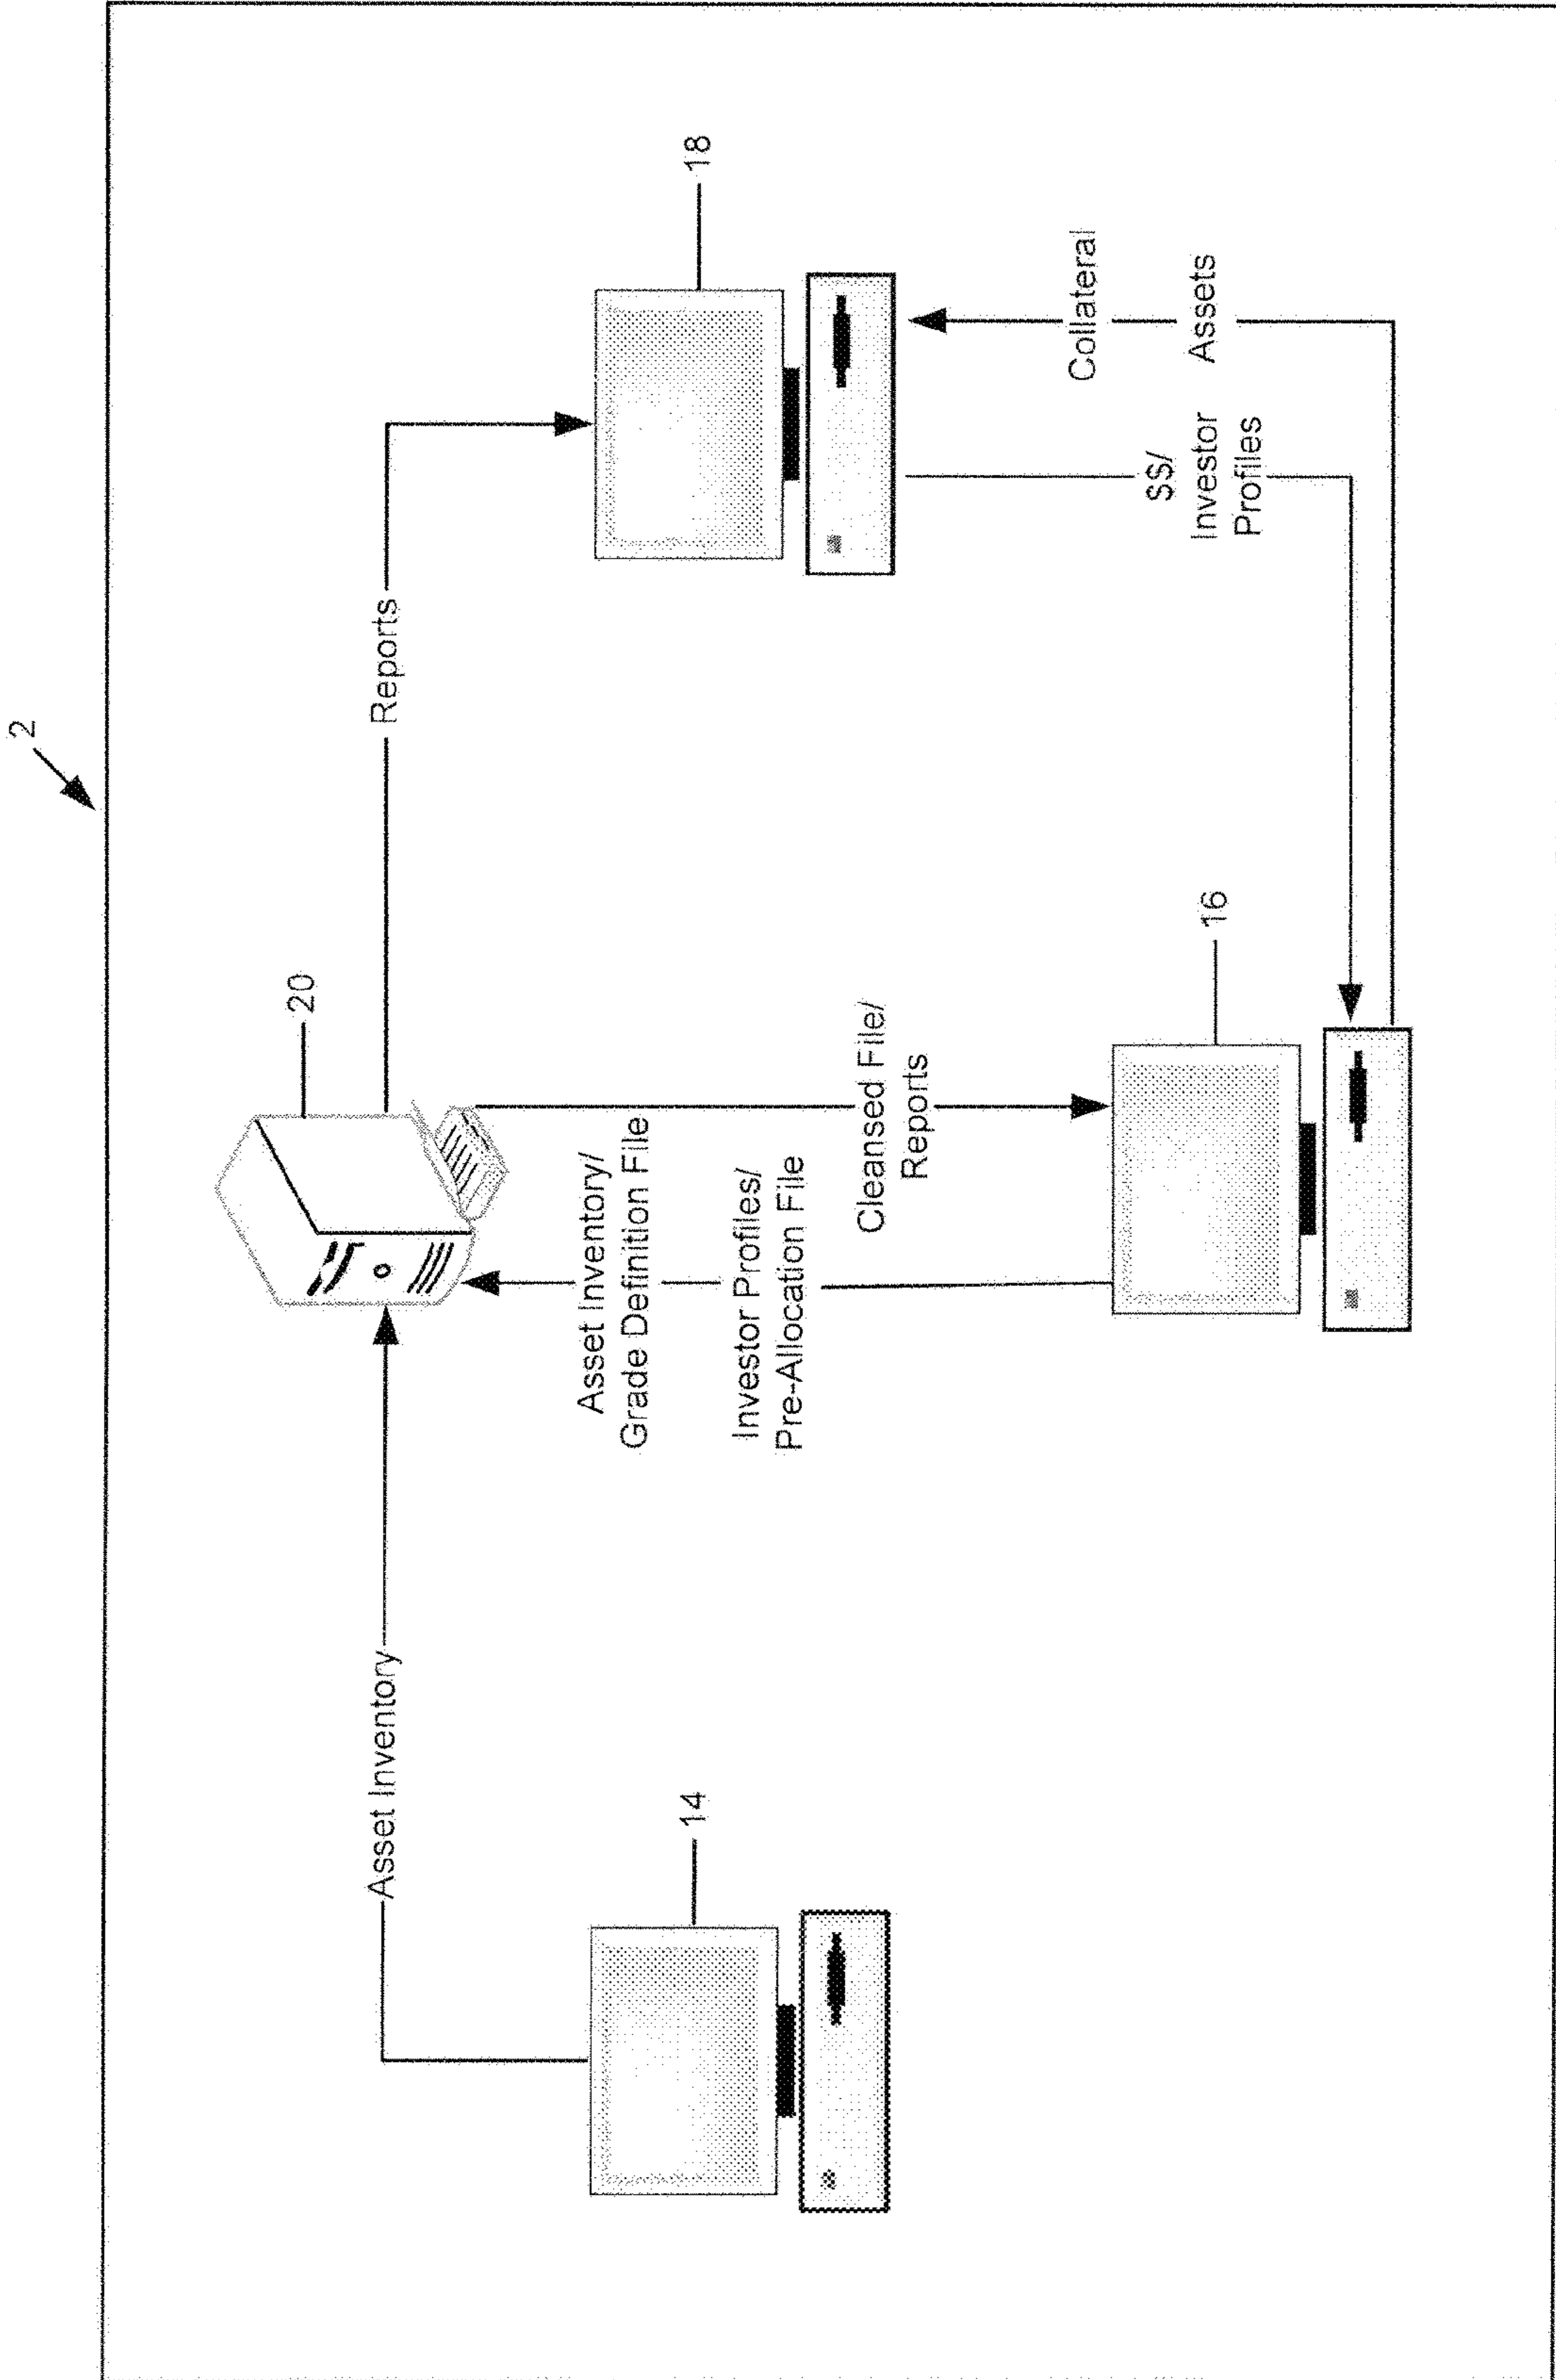 2
20
18
Reports
Asset Inventory
Asset Inventory/
Grade Definition File
Investor Profiles/
Pre-Allocation File
Cleansed File/
Reports
14
16
Collateral
Assets
$$/
Investor
Profiles